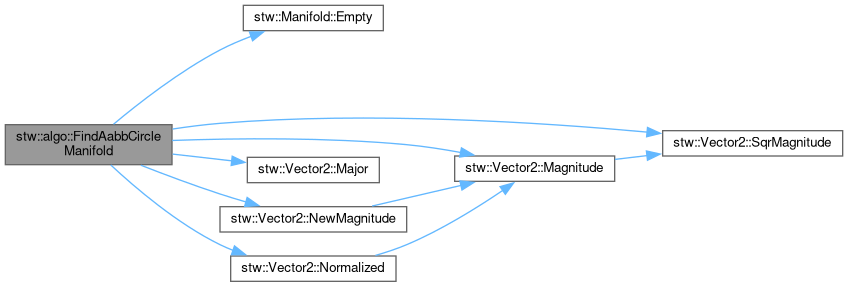 stw::Manifold::Empty
stw::algo::FindAabbCircle
Manifold
stw::Vector2::SqrMagnitude
stw::Vector2::Major
stw::Vector2::Magnitude
stw::Vector2::NewMagnitude
stw::Vector2::Normalized